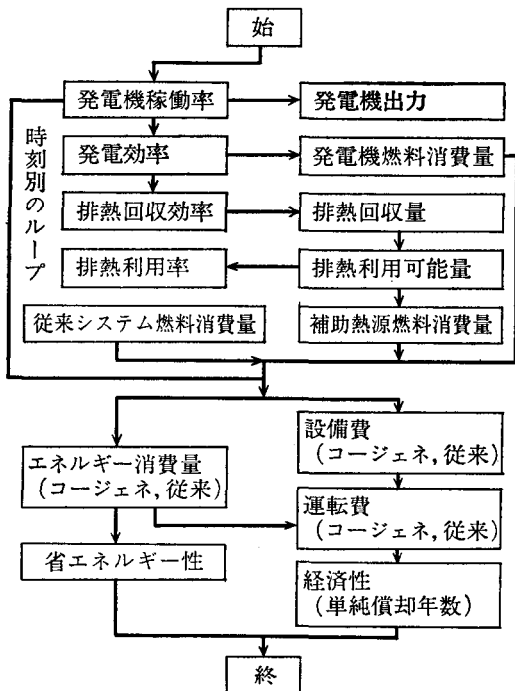 始
発電機稼働率
発電機出力
時刻別のループ
発電効率
発電機燃料消費量
排熱回収効率
排熱回収量
排熱利用率
排熱利用可能量
従来システム燃料消費量
補助熱源燃料消費量
設備費
(コージェネ,従来)
エネルギー消費量
(コージェネ,従来)
運転費
(コージェネ,従来)
省エネルギー性
経済性
(単純償却年数)
終